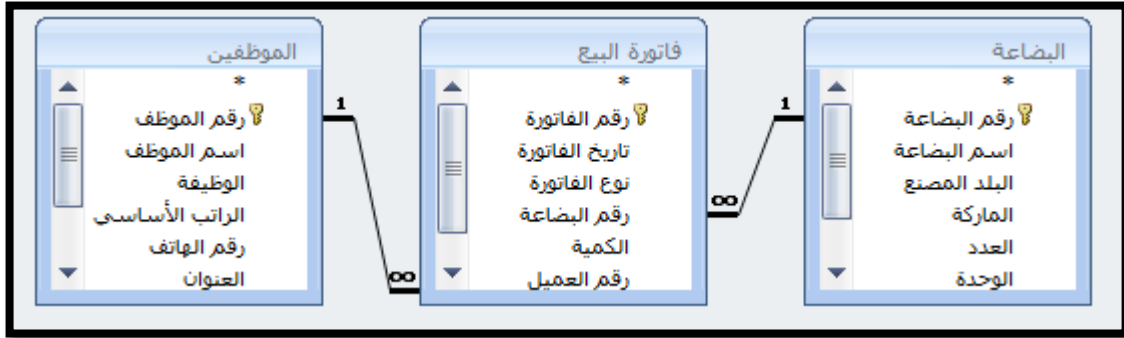 البضاعة
*
رقم البضاعة
اسم البضاعة
البلد المصنع
الماركة
العدد
الوحدة
1
∞
فاتورة البيع
*
رقم الفاتورة
تاريخ الفاتورة
نوع الفاتورة
رقم البضاعة
الكمية
رقم العميل
1
∞
الموظفين
*
رقم الموظف
اسم الموظف
الوظيفة
الراتب الأساسي
رقم الهاتف
العنوان